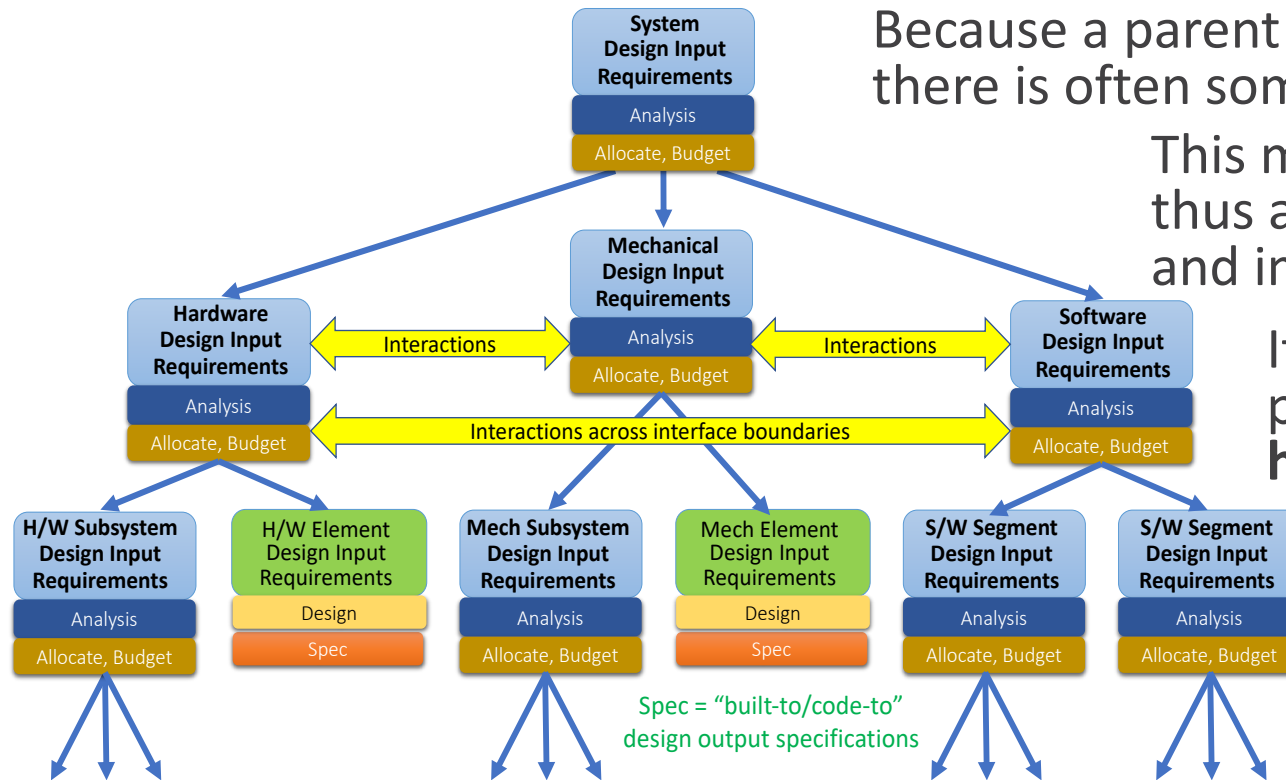 System
Design Input
Requirements
Analysis
Allocate, Budget
Because a parent
there is often som
This m
thus a
and in
Mechanical
Design Input
Requirements
Analysis
Allocate, Budget
Hardware
Design Input
Requirements
Analysis
Allocate, Budget
Interactions
Interactions
Software
Design Input
Requirements
Analysis
Allocate, Budget
Interactions across interface boundaries
H/W Subsystem
Design Input
Requirements
Analysis
Allocate, Budget
H/W Element
Design Input
Requirements
Design
Spec
Mech Subsystem
Design Input
Requirements
Analysis
Allocate, Budget
Mech Element
Design Input
Requirements
Design
Spec
S/W Segment
Design Input
Requirements
Analysis
Allocate, Budget
S/W Segment
Design Input
Requirements
Analysis
Allocate, Budget
Spec = “built-to/code-to”
design output specifications